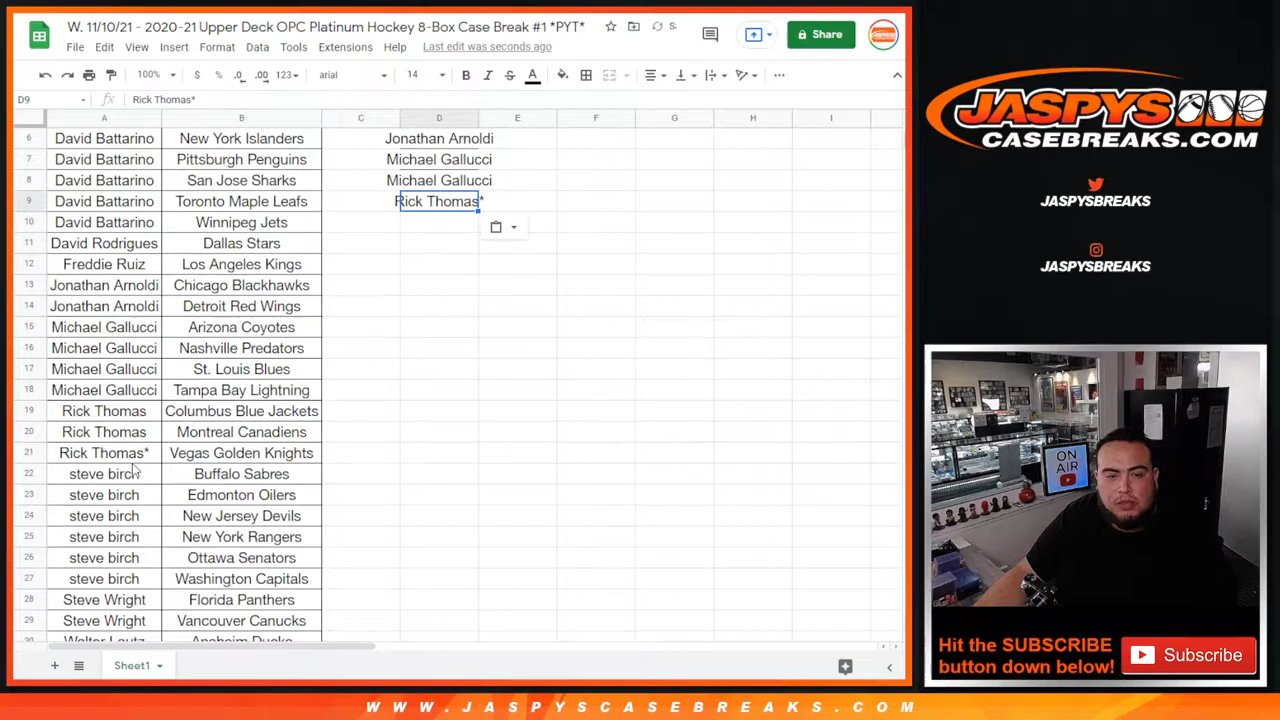 W. 11/10/21 - 2020-21 Upper Deck OPC Platinum Hockey 8-Box Case Break #1 *PYT*
S.
Share
File Edit View Insert Format Data Tools Extensions Help Last edit was seconds ago
100% $ % .0 .00 123 arial 14 B I S A
D9 fx Rick Thomas*
A B C D E F G H I
6 David Battarino New York Islanders Jonathan Arnoldi
7 David Battarino Pittsburgh Penguins Michael Gallucci
8 David Battarino San Jose Sharks Michael Gallucci
9 David Battarino Toronto Maple Leafs Rick Thomas*
10 David Battarino Winnipeg Jets
11 David Rodrigues Dallas Stars
12 Freddie Ruiz Los Angeles Kings
13 Jonathan Arnoldi Chicago Blackhawks
14 Jonathan Arnoldi Detroit Red Wings
15 Michael Gallucci Arizona Coyotes
16 Michael Gallucci Nashville Predators
17 Michael Gallucci St. Louis Blues
18 Michael Gallucci Tampa Bay Lightning
19 Rick Thomas Columbus Blue Jackets
20 Rick Thomas Montreal Canadiens
21 Rick Thomas* Vegas Golden Knights
22 steve birch Buffalo Sabres
23 steve birch Edmonton Oilers
24 steve birch New Jersey Devils
25 steve birch New York Rangers
26 steve birch Ottawa Senators
27 steve birch Washington Capitals
28 Steve Wright Florida Panthers
29 Steve Wright Vancouver Canucks
30 Walter Lautz Anaheim Ducks
Sheet1
JASPYS
CASEBREAKS.COM
JASPYSBREAKS
JASPYSBREAKS
ON
AIR
Hit the SUBSCRIBE
button down below!
Subscribe
WWW.JASPYSCASEBREAKS.COM